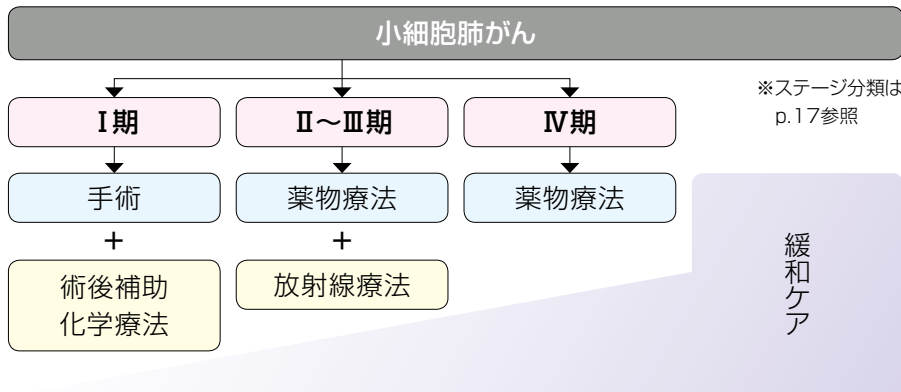 小細胞肺がん
※ステージ分類は
p.17参照
Ⅰ期
Ⅱ～Ⅲ期
Ⅳ期
手術
薬物療法
薬物療法
+
+
術後補助
化学療法
放射線療法
緩和ケア